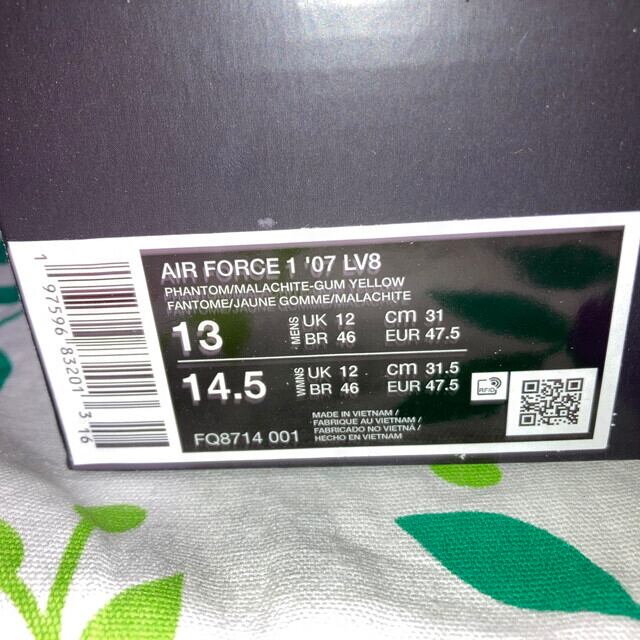 AIR FORCE 1 '07 LV8
PHANTOM/MALACHITE-GUM YELLOW
FANTOME/JAUNE GOMME/MALACHITE
13 MENS UK 12 cm 31
BR 46 EUR 47.5
14.5 WMNS UK 12 cm 31.5
BR 46 EUR 47.5
RFID
FQ8714 001
MADE IN VIETNAM /
FABRIQUE AU VIETNAM /
FABRICADO NO VIETNÃ /
HECHO EN VIETNAM
1 97596 83201 3 16